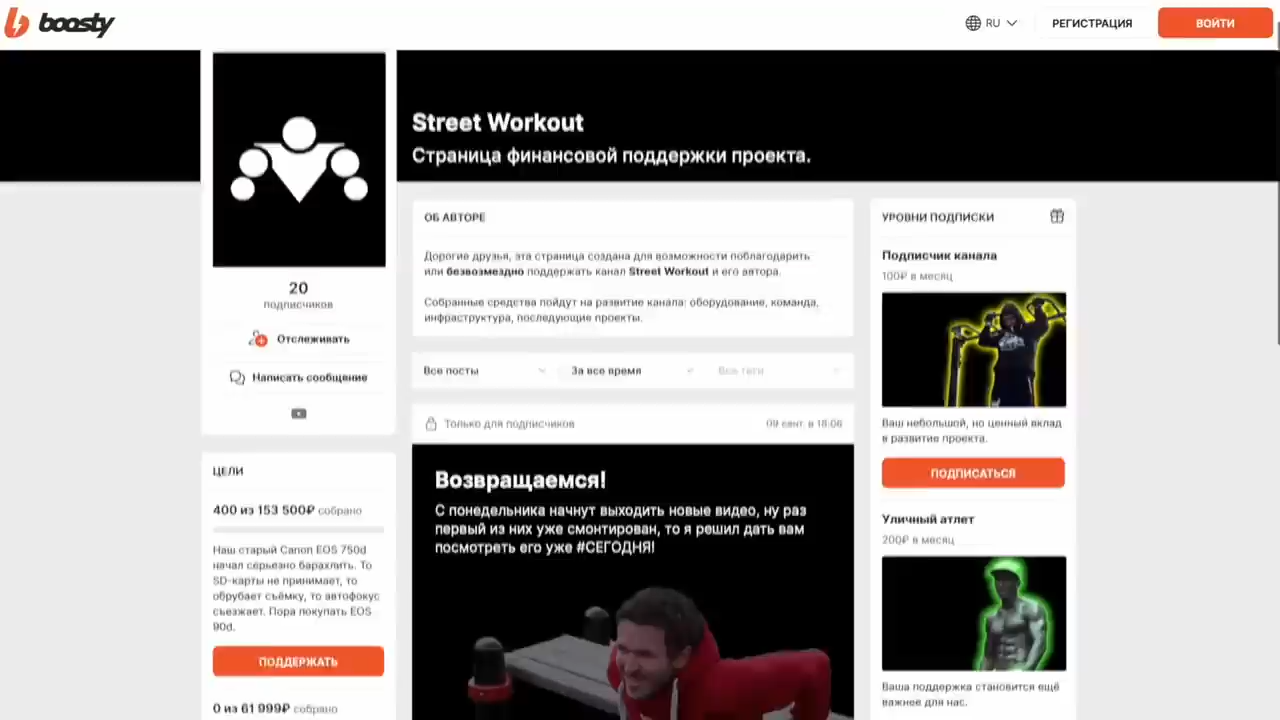 boosty
RU
РЕГИСТРАЦИЯ
ВОЙТИ
Street Workout
Страница финансовой поддержки проекта.
20
подписчиков
Отслеживать
Написать сообщение
ЦЕЛИ
400 из 153 500₽ собрано
Наш старый Canon EOS 750d
начал серьезно барахлить. То
SD-карты не принимает, то
обрубает съёмку, то автофокус
съезжает. Пора покупать EOS
90d.
ПОДДЕРЖАТЬ
0 из 61 999₽ собрано
ОБ АВТОРЕ
Дорогие друзья, эта страница создана для возможности поблагодарить
или безвозмездно поддержать канал Street Workout и его автора.
Собранные средства пойдут на развитие канала: оборудование, команда,
инфраструктура, последующие проекты.
Все посты
За все время
Все теги
Только для подписчиков
09 сент. в 18:06
Возвращаемся!
С понедельника начнут выходить новые видео, ну раз
первый из них уже смонтирован, то я решил дать вам
посмотреть его уже #СЕГОДНЯ!
УРОВНИ ПОДПИСКИ
Подписчик канала
100₽ в месяц
Ваш небольшой, но ценный вклад
в развитие проекта.
ПОДПИСАТЬСЯ
Уличный атлет
200₽ в месяц
Ваша поддержка становится ещё
важнее для нас.